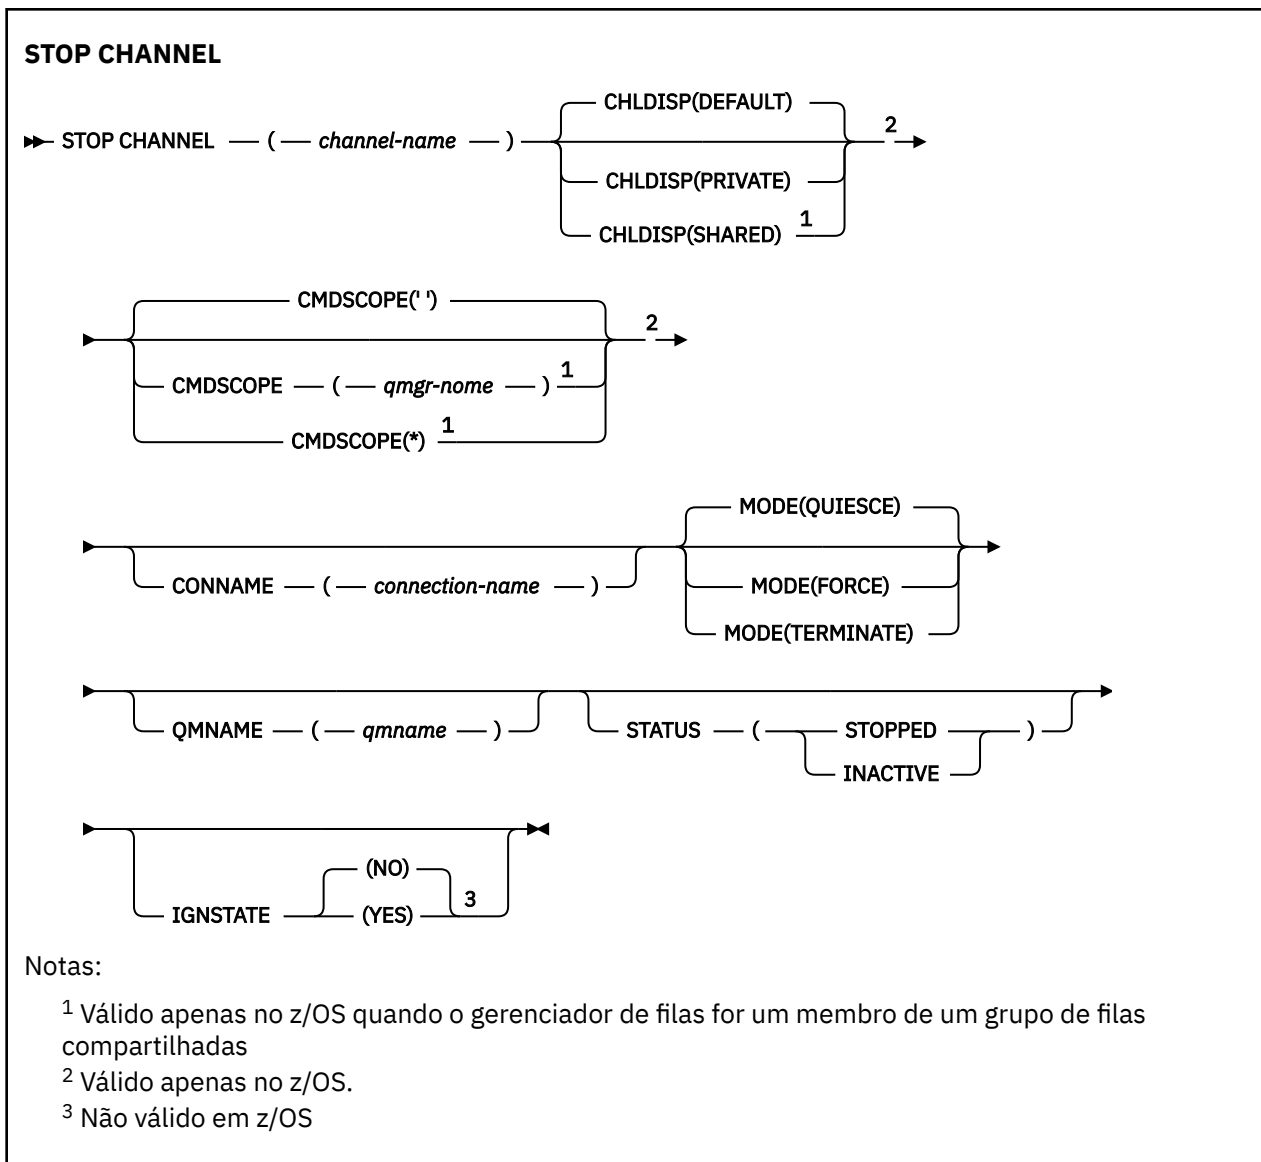 STOP CHANNEL
CHLDISP(DEFAULT)
STOP CHANNEL ( channel-name ) 2
CHLDISP(PRIVATE)
CHLDISP(SHARED) 1
CMDSCOPE(' ')
2
CMDSCOPE ( qmgr-nome ) 1
CMDSCOPE(*) 1
MODE(QUIESCE)
CONNAME ( connection-name ) MODE(FORCE)
MODE(TERMINATE)
QMNAME ( qmname ) STATUS ( STOPPED )
INACTIVE
(NO)
IGNSTATE (YES) 3
Notas:
1 Válido apenas no z/OS quando o gerenciador de filas for um membro de um grupo de filas
compartilhadas
2 Válido apenas no z/OS.
3 Não válido em z/OS